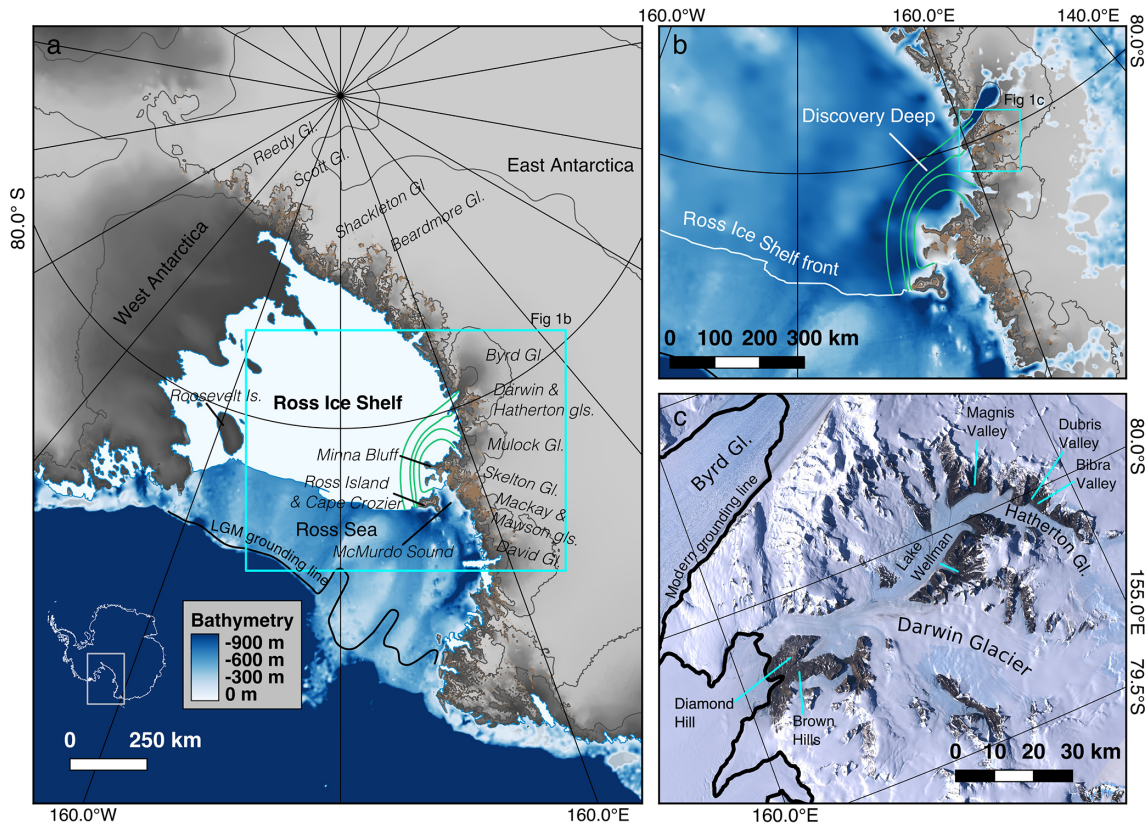 a
Reedy Gl.
Scott Gl.
Shackleton Gl
Beardmore Gl.
East Antarctica
80.0° S
West Antarctica
Fig 1b
Byrd Gl.
Darwin &
Hatherton gls.
Roosevelt Is.
Ross Ice Shelf
Mulock Gl.
Minna Bluff
Skelton Gl.
Ross Island
& Cape Crozier
Mackay &
Mawson gls.
Ross Sea
McMurdo Sound
David Gl.
LGM grounding line
Bathymetry
-900 m
-600 m
-300 m
0 m
0 250 km
160.0°W
160.0°E
160.0°W
160.0°E
140.0°E
80.0°S
b
Fig 1c
Discovery Deep
Ross Ice Shelf front
0 100 200 300 km
c
Magnis
Valley
Dubris
Valley
Bibra
Valley
80.0°S
Byrd Gl.
Modern grounding line
Hatherton Gl.
Lake
Wellman
155.0°E
Darwin Glacier
79.5°S
Diamond
Hill
Brown
Hills
0 10 20 30 km
160.0°E